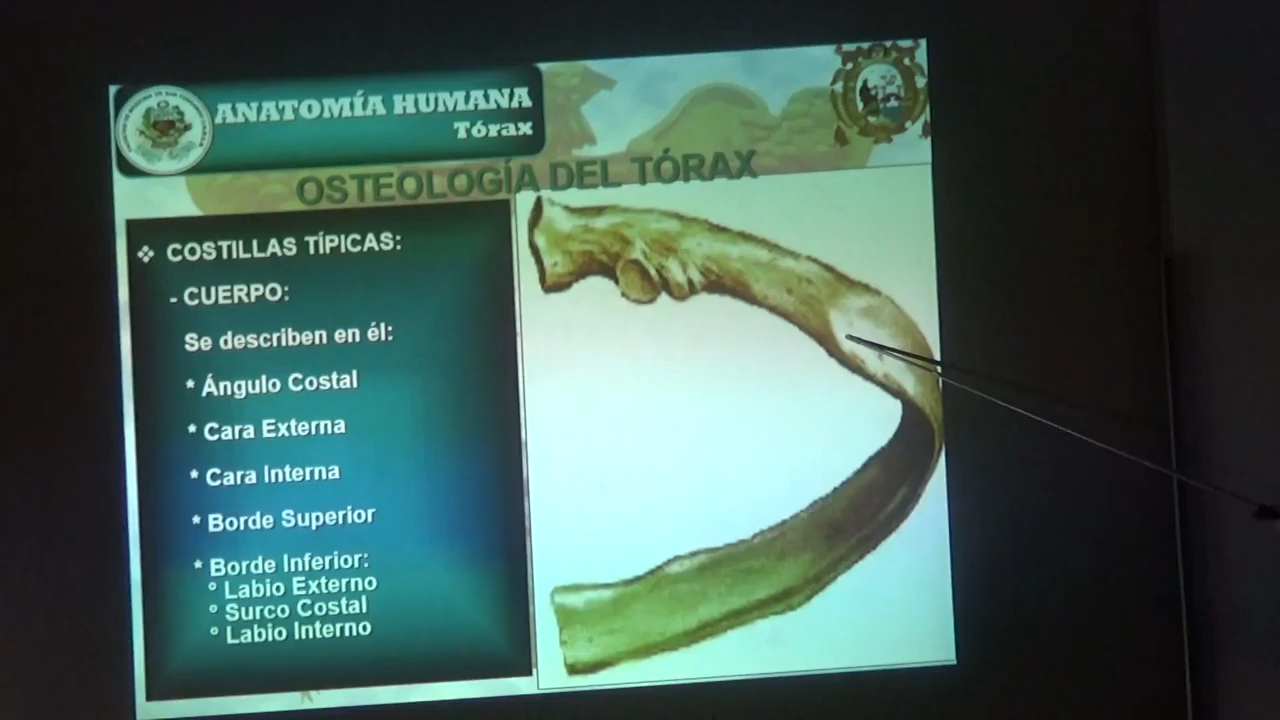 ANATOMÍA HUMANA
Tórax
OSTEOLOGÍA DEL TÓRAX
❖ COSTILLAS TÍPICAS:
- CUERPO:
Se describen en él:
* Ángulo Costal
* Cara Externa
* Cara Interna
* Borde Superior
* Borde Inferior:
° Labio Externo
° Surco Costal
° Labio Interno